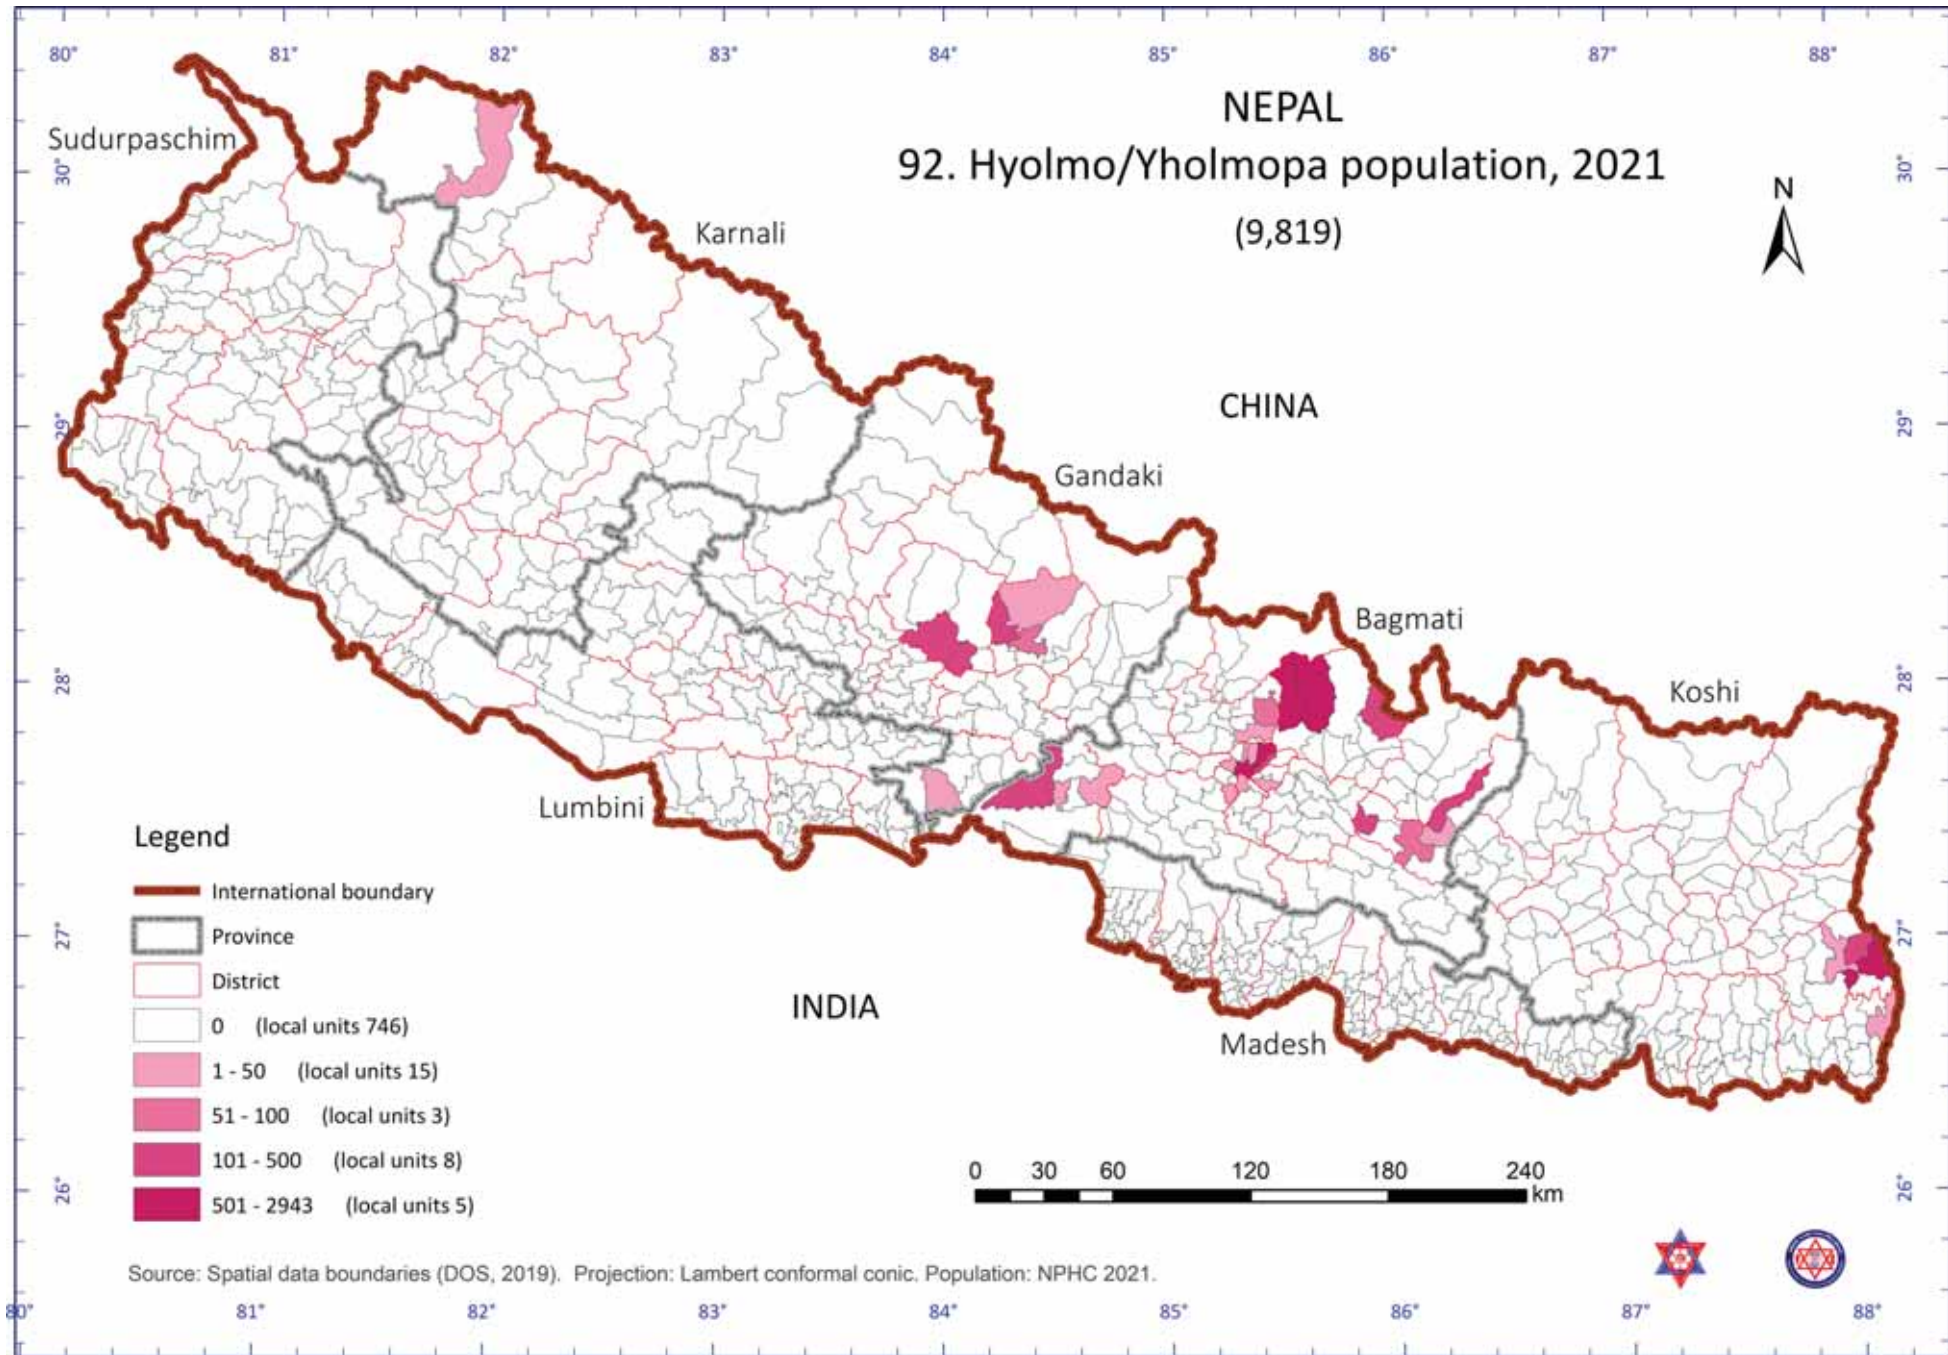 80° 81° 82° 83° 84° 85° 86° 87° 88°
NEPAL
92. Hyolmo/Yholmopa population, 2021
(9,819)
N
Sudurpaschim
30°
30°
Karnali
CHINA
29°
29°
Gandaki
Bagmati
Koshi
28°
28°
Lumbini
27°
27°
INDIA
Madesh
26°
26°
Legend
International boundary
Province
District
0 (local units 746)
1 - 50 (local units 15)
51 - 100 (local units 3)
101 - 500 (local units 8)
501 - 2943 (local units 5)
0 30 60 120 180 240
km
Source: Spatial data boundaries (DOS, 2019). Projection: Lambert conformal conic. Population: NPHC 2021.
80° 81° 82° 83° 84° 85° 86° 87° 88°